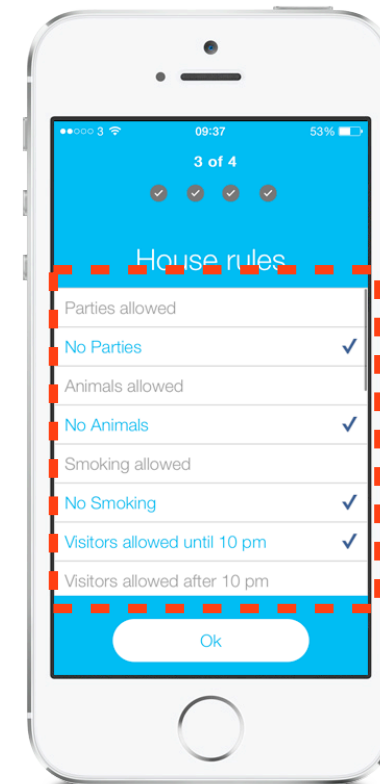 3 09:37 53%
3 of 4
House rules
Parties allowed
No Parties
Animals allowed
No Animals
Smoking allowed
No Smoking
Visitors allowed until 10 pm
Visitors allowed after 10 pm
Ok